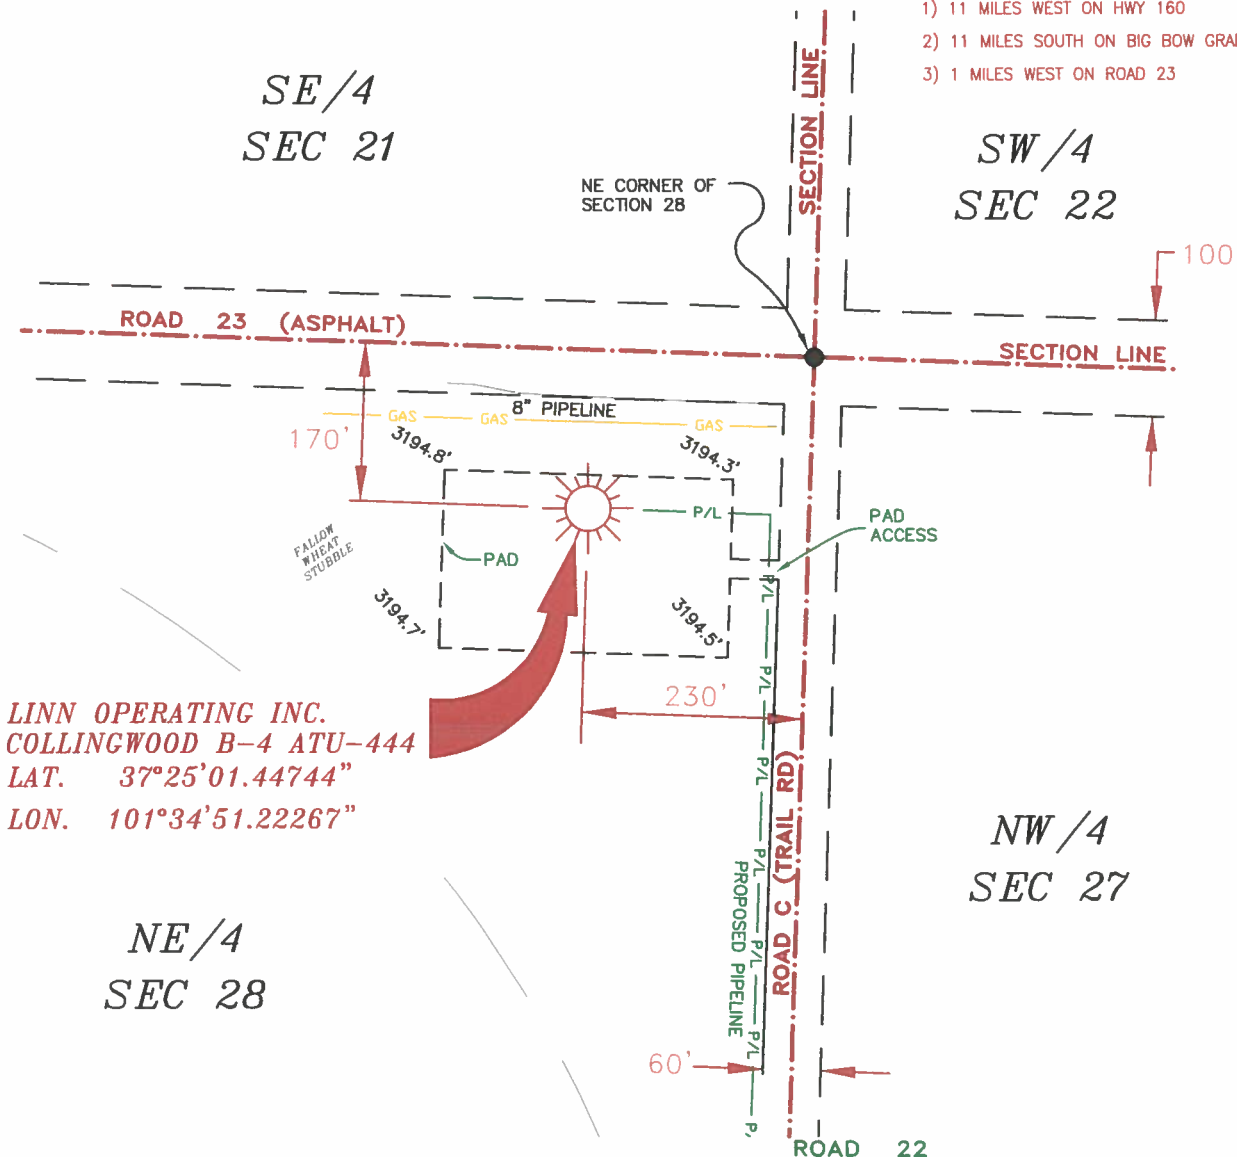 1) 11 MILES WEST ON HWY 160
2) 11 MILES SOUTH ON BIG BOW
3) 1 MILES WEST ON ROAD 23
SE/4
SEC 21
SECTION LINE
SW/4
SEC 22
NE CORNER OF
SECTION 28
100
ROAD 23 (ASPHALT)
SECTION LINE
8" PIPELINE
GAS GAS GAS
170'
3194.8'
3194.3'
P/L
PAD
ACCESS
FALLOW
WHEAT
STUBBLE
PAD
P/L
3194.7'
3194.5'
P/L
230'
LINN OPERATING INC.
COLLINGWOOD B-4 ATU-444
LAT. 37°25'01.44744"
LON. 101°34'51.22267"
P/L
ROAD C (TRAIL RD)
P/L
PROPOSED PIPELINE
P/L
P/L
NW/4
SEC 27
NE/4
SEC 28
60'
P,
ROAD 22